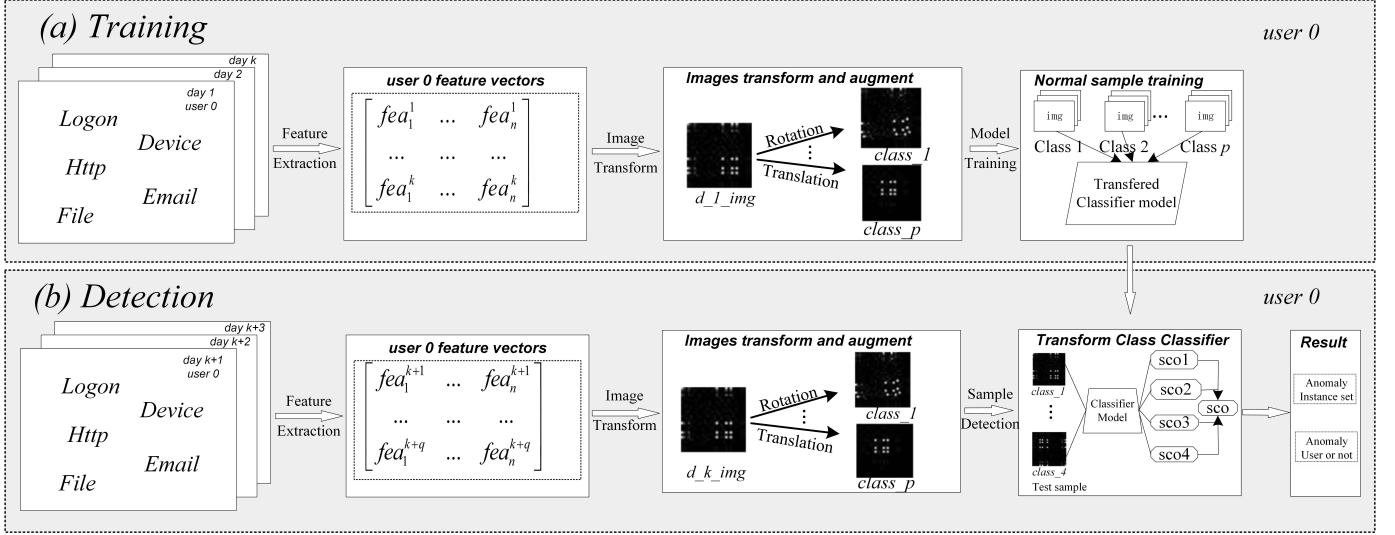 (a) Training
user 0
day k
day 2
day 1
user 0
Logon
Device
Http
Email
File
Feature
Extraction
user 0 feature vectors
fea_1^1 ... fea_n^1
... ... ...
fea_1^k ... fea_n^k
Image
Transform
Images transform and augment
d_1_img
Rotation
⋮
Translation
class_1
class_p
Model
Training
Normal sample training
img img ... img
Class 1 Class 2 Class p
Transfered
Classifier model
(b) Detection
user 0
day k+3
day k+2
day k+1
user 0
Logon
Device
Http
Email
File
Feature
Extraction
user 0 feature vectors
fea_1^{k+1} ... fea_n^{k+1}
... ... ...
fea_1^{k+q} ... fea_n^{k+q}
Image
Transform
Images transform and augment
d_k_img
Rotation
⋮
Translation
class_1
class_p
Sample
Detection
Transform Class Classifier
class_1
⋮
class_4
Test sample
Classifier
Model
sco1
sco2
sco3
sco4
sco
Result
Anomaly
Instance set
Anomaly
User or not